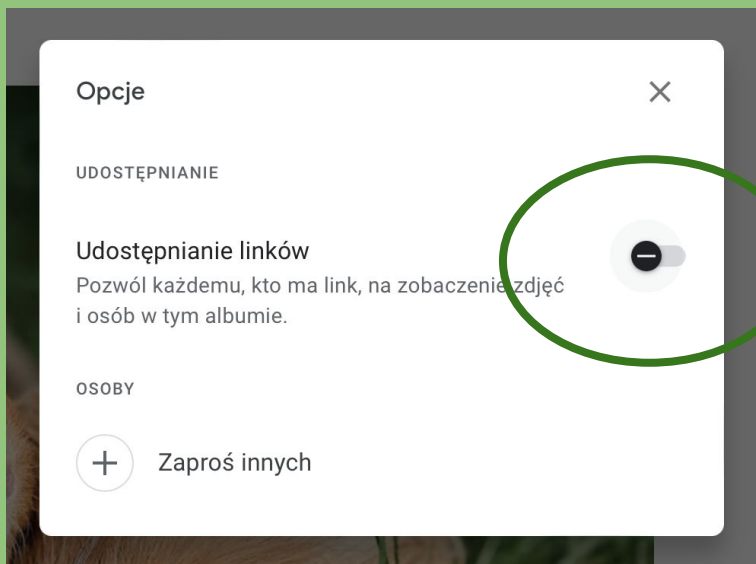 Opcje
UDOSTĘPNIANIE
Udostępnianie linków
Pozwól każdemu, kto ma link, na zobaczenie zdjęć
i osób w tym albumie.
OSOBY
Zaproś innych